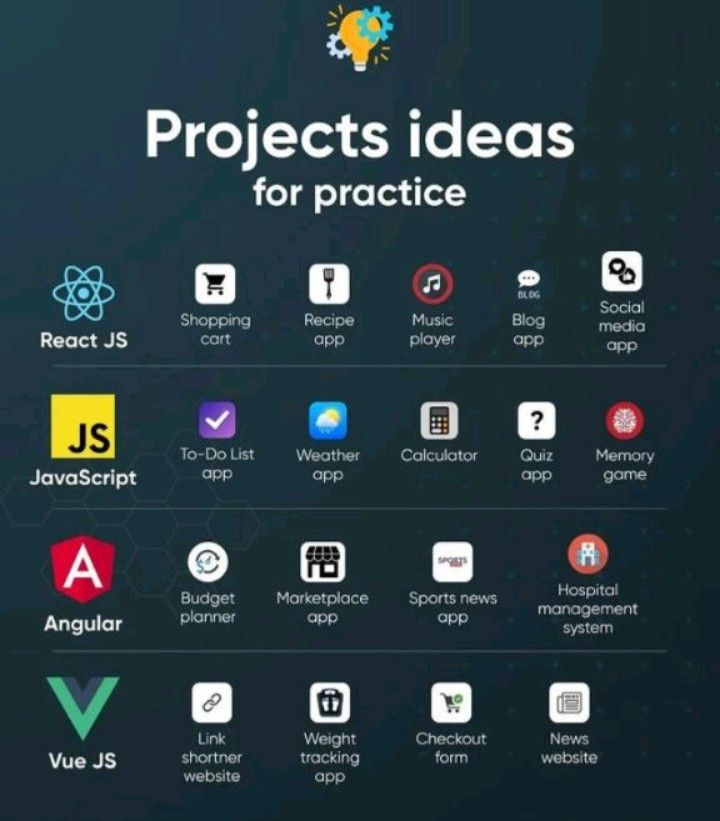 Projects ideas
for practice
React JS
Shopping
cart
Recipe
app
Music
player
BLOG
Blog
app
Social
media
app
JS
JavaScript
To-Do List
app
Weather
app
Calculator
?
Quiz
app
Memory
game
A
Angular
$
Budget
planner
Marketplace
app
SPORTS
Sports news
app
Hospital
management
system
Vue JS
Link
shortner
website
Weight
tracking
app
Checkout
form
NEWS
News
website